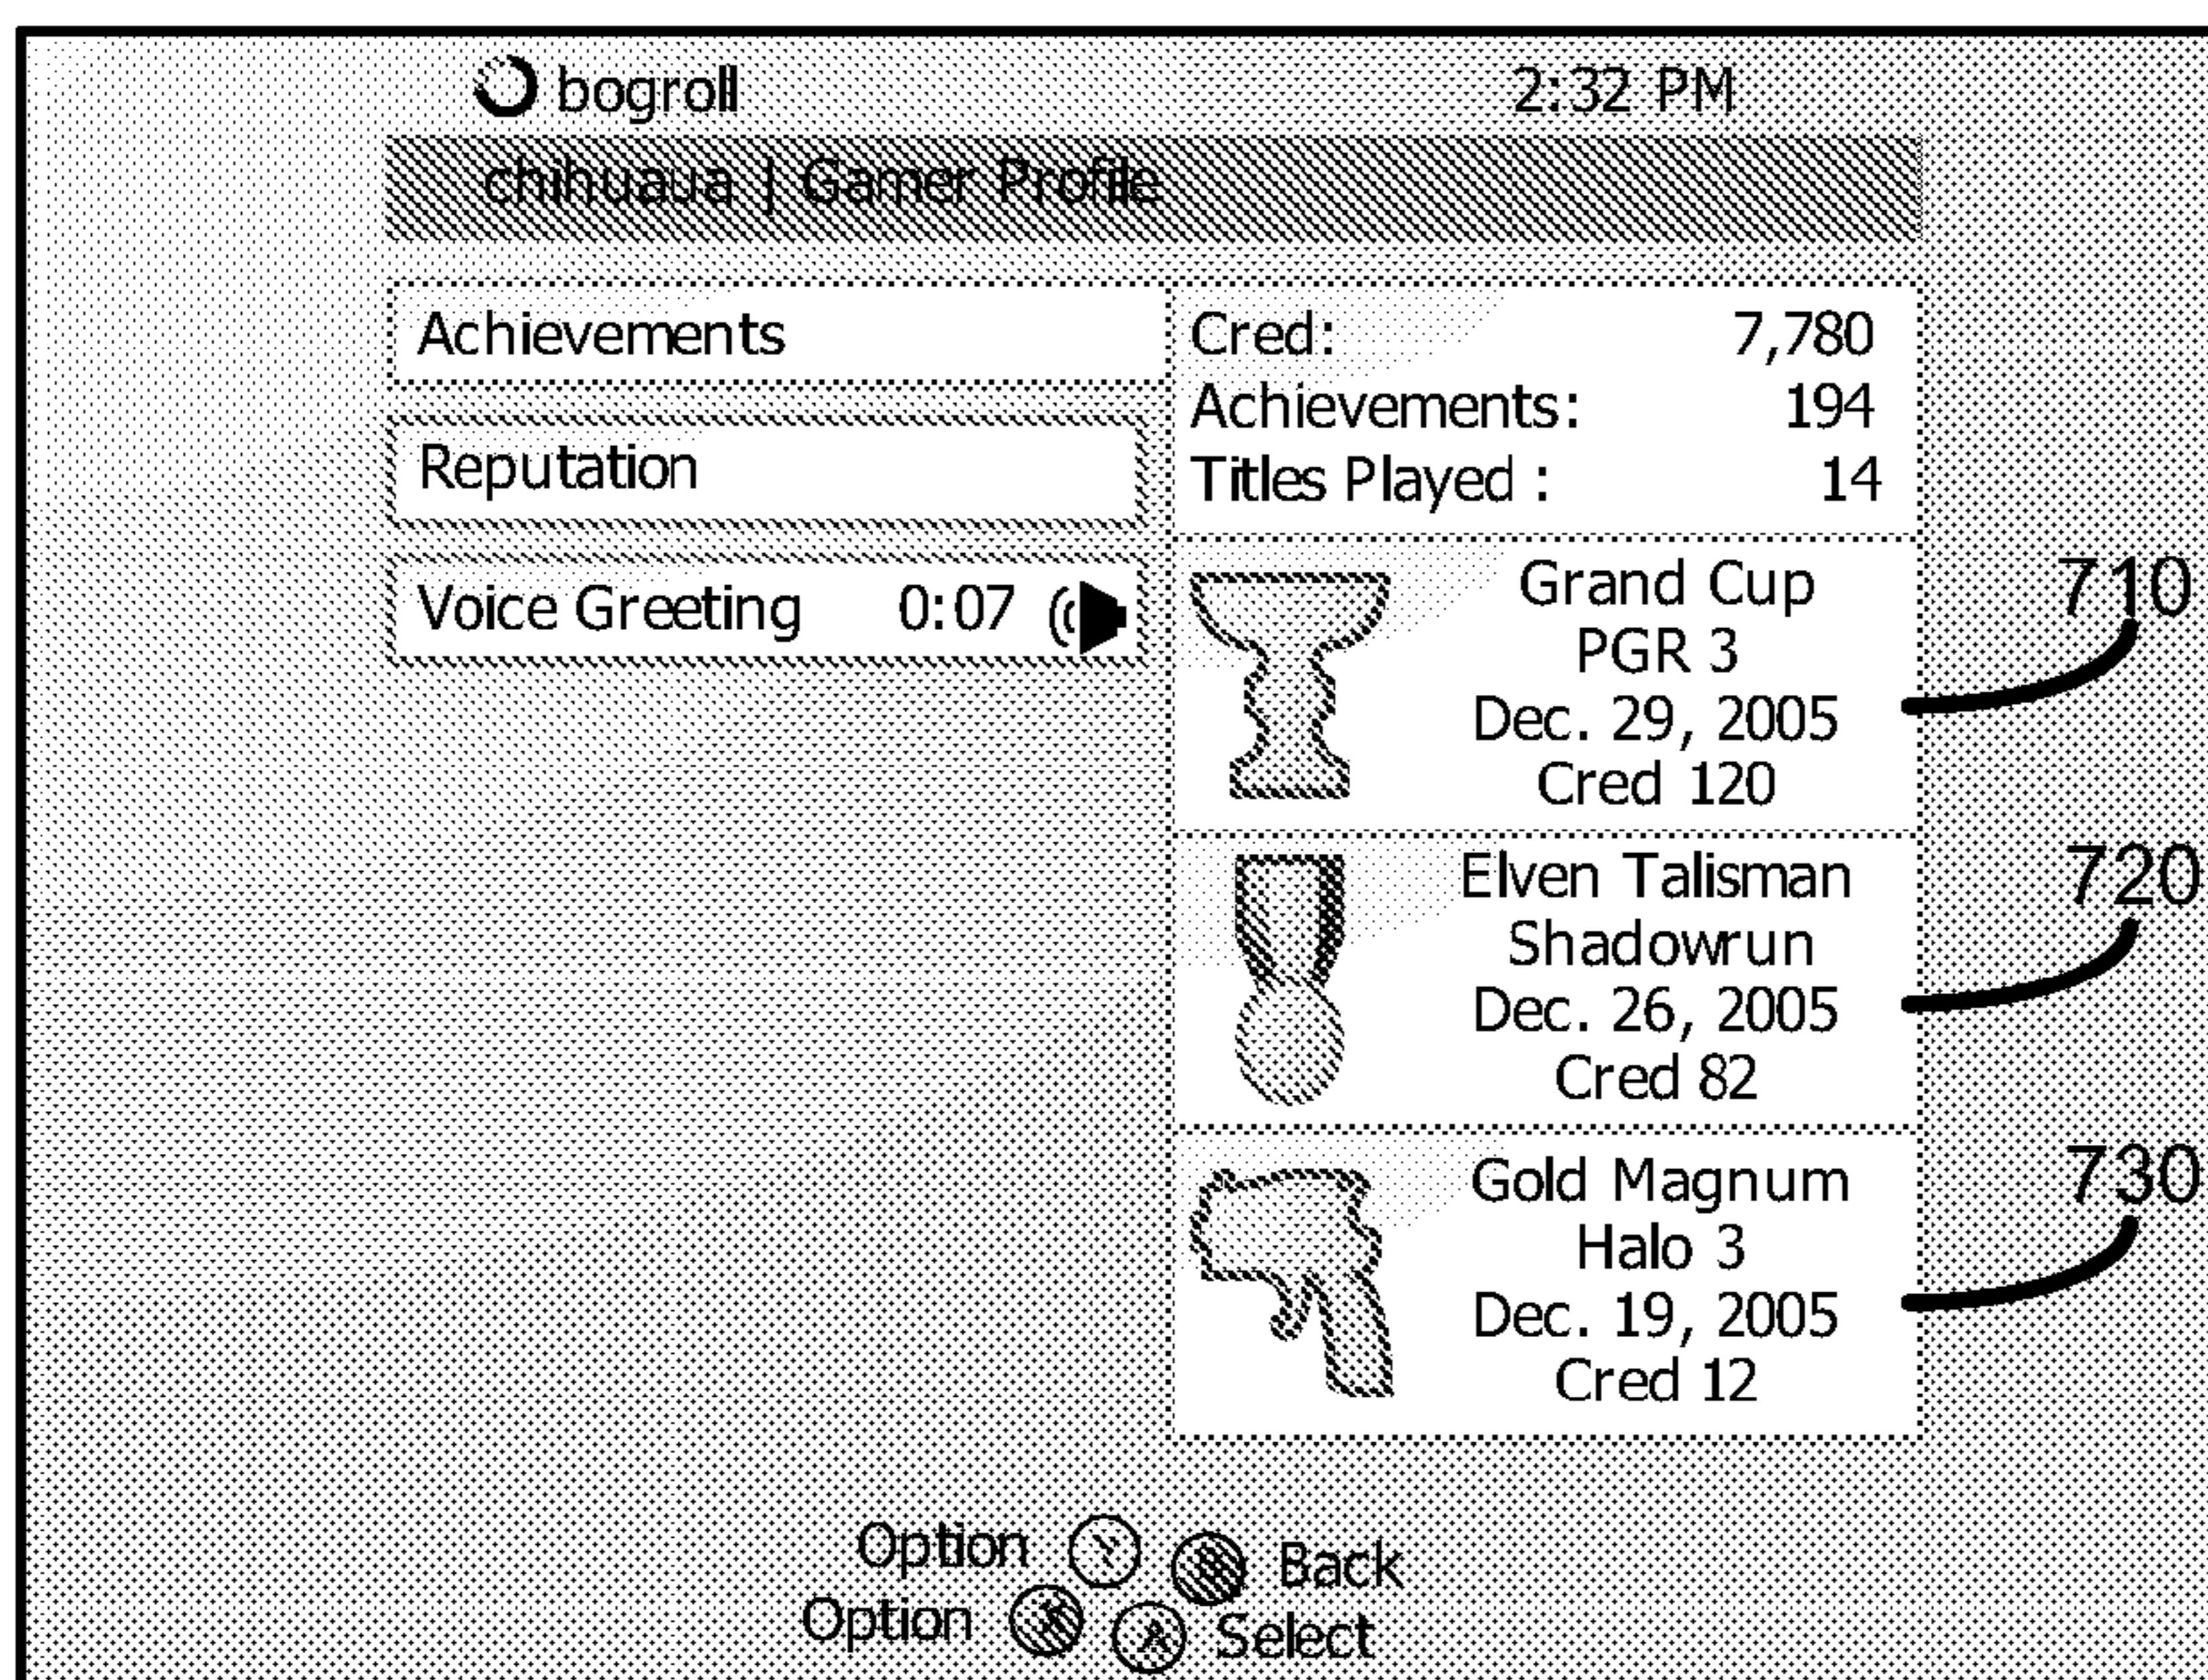 bogroll 2:32 PM
chihuaua | Gamer Profile
Achievements
Reputation
Voice Greeting 0:07
Cred: 7,780
Achievements: 194
Titles Played : 14
Grand Cup
PGR 3
Dec. 29, 2005
Cred 120
710
Elven Talisman
Shadowrun
Dec. 26, 2005
Cred 82
720
Gold Magnum
Halo 3
Dec. 19, 2005
Cred 12
730
Option Y
Back
Option X
A Select